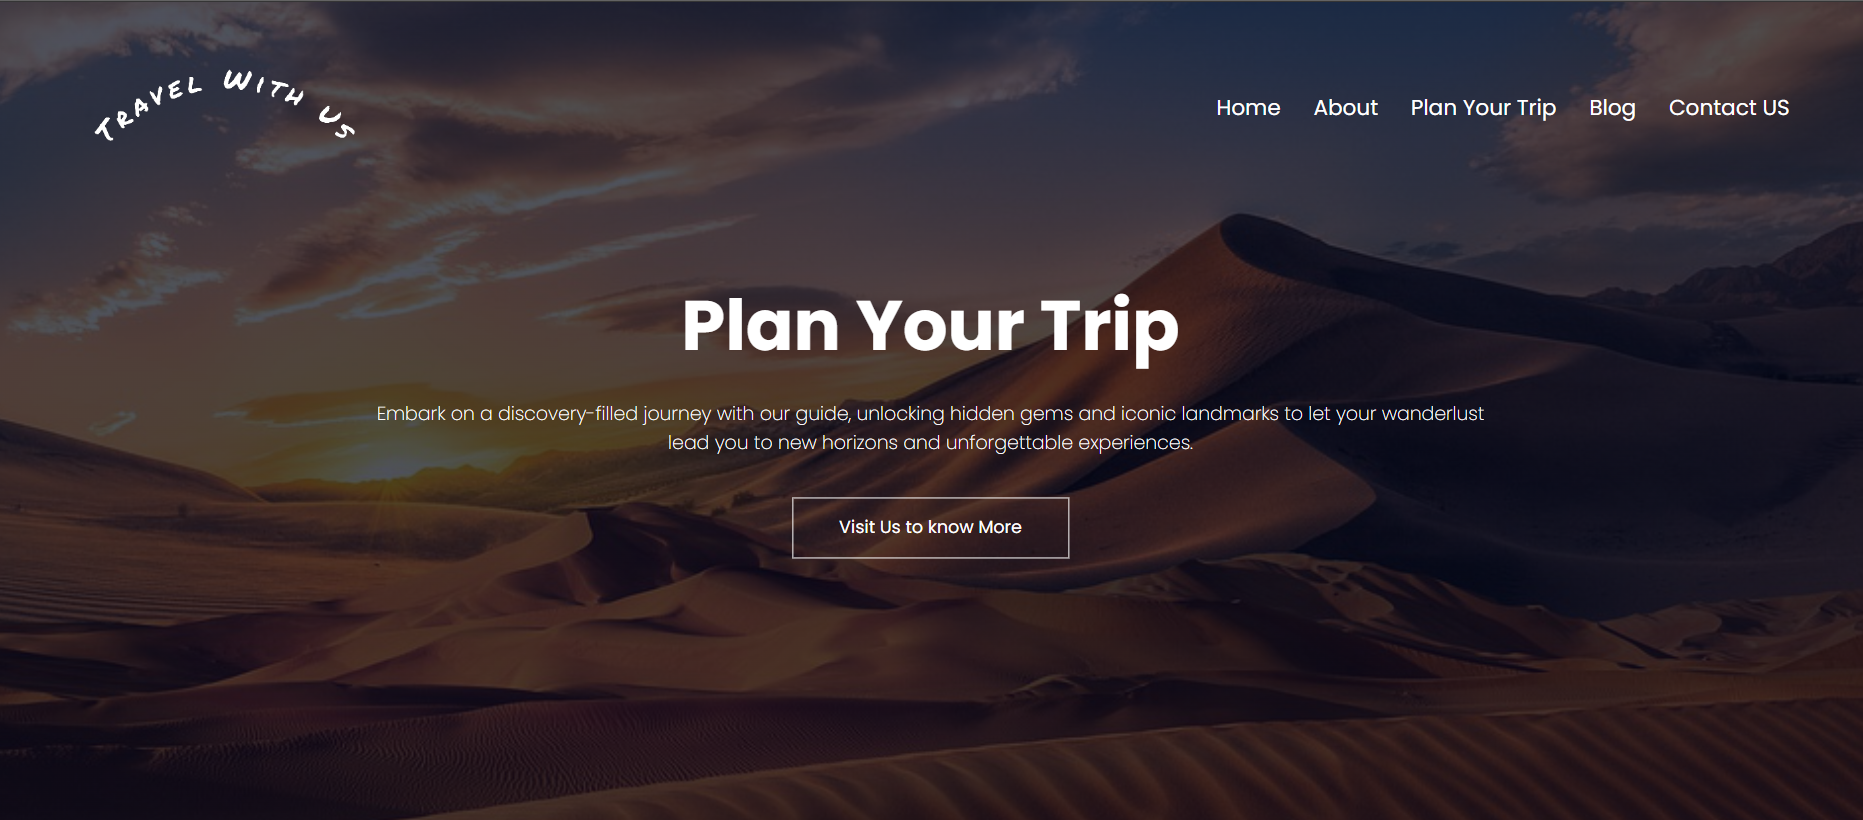 TRAVEL WITH US
Home About Plan Your Trip Blog Contact US
Plan Your Trip
Embark on a discovery-filled journey with our guide, unlocking hidden gems and iconic landmarks to let your wanderlust
lead you to new horizons and unforgettable experiences.
Visit Us to know More